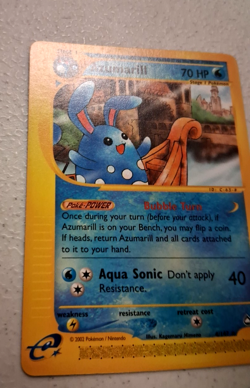 Azumarill
70 HP
Poké-POWER
Once during your turn (before your attack), if
Azumarill is on your Bench, you may flip a coin.
If heads, return Azumarill and all cards attached
to it to your hand.
Aqua Sonic Don't apply
Resistance.
40
weakness
resistance
retreat cost
© 2002 Pokémon / Nintendo
e